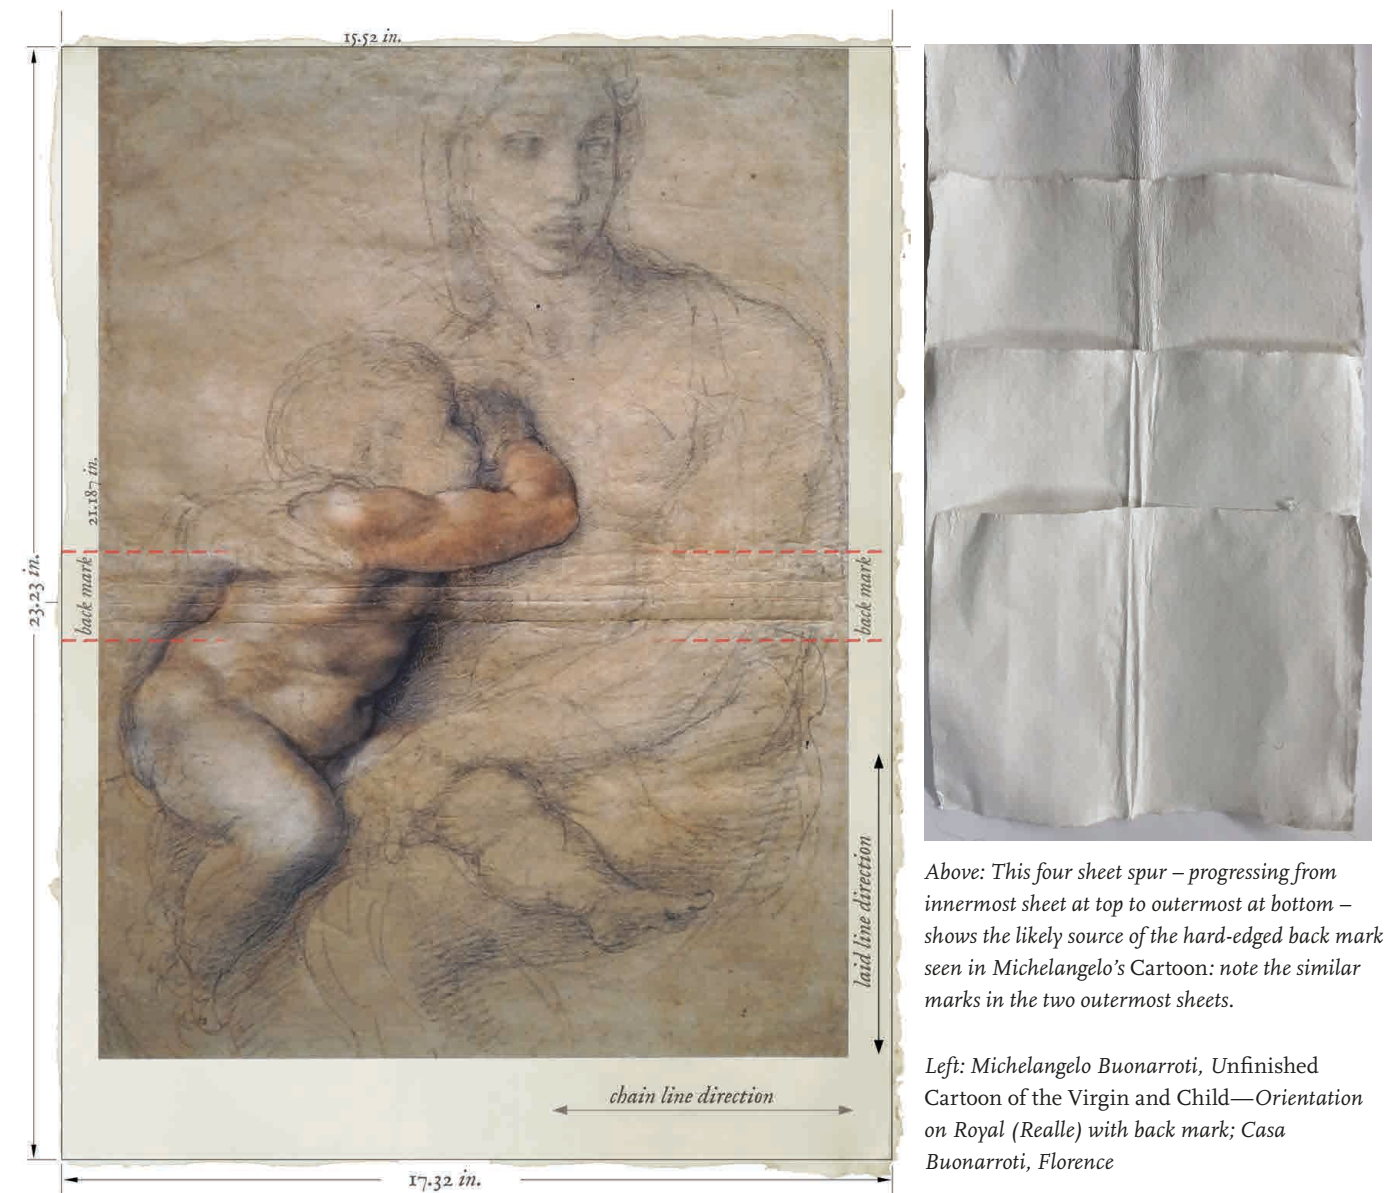 15.52 in.
21.187 in.
23.23 in.
back mark
back mark
laid line direction
chain line direction
17.32 in.
Above: This four sheet spur – progressing from
innermost sheet at top to outermost at bottom –
shows the likely source of the hard-edged back mark
seen in Michelangelo’s Cartoon: note the similar
marks in the two outermost sheets.
Left: Michelangelo Buonarroti, Unfinished
Cartoon of the Virgin and Child—Orientation
on Royal (Realle) with back mark; Casa
Buonarroti, Florence